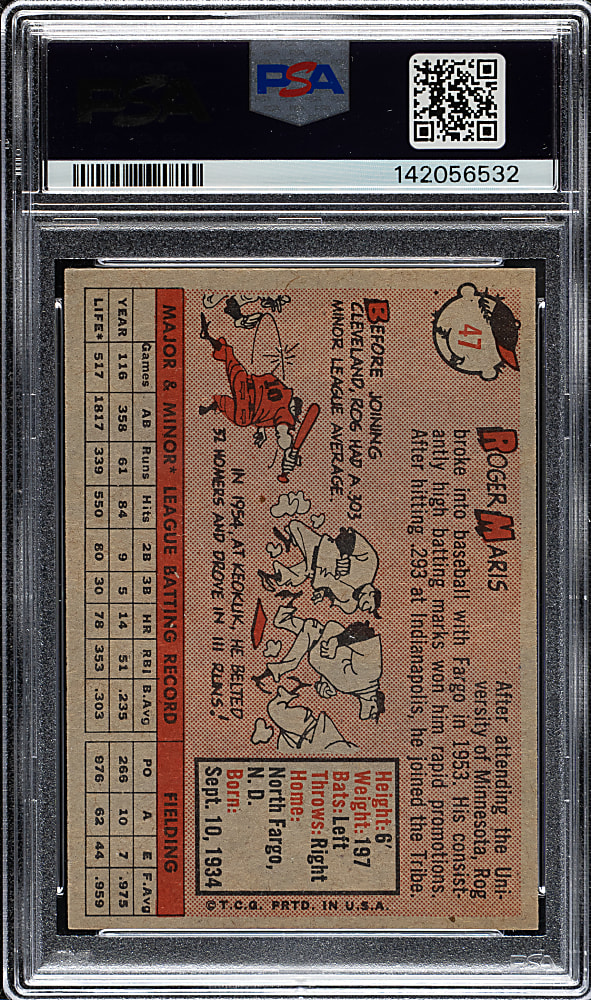 PSA
142056532
47
ROGER MARIS
After attending the Uni-
versity of Minnesota, Rog
broke into baseball with Fargo in 1953. His consist-
antly high batting marks won him rapid promotions.
After hitting .293 at Indianapolis, he joined the Tribe.
BEFORE JOINING
CLEVELAND, ROG HAD A 303
MINOR LEAGUE AVERAGE.
10
IN 1954 AT KEOKUK, HE BELTED
32 HOMERS AND DROVE IN 111 RUNS!
Height: 6'
Weight: 197
Bats: Left
Throws: Right
Home:
North Fargo,
N. D.
Born:
Sept. 10, 1934
©T.C.G. PRTD. IN U.S.A.
MAJOR & MINOR* LEAGUE BATTING RECORD FIELDING
Games AB Runs Hits 2B 3B HR RBI B.Avg PO A E F.Avg
YEAR 116 358 61 84 9 5 14 51 .235 266 10 7 .975
LIFE* 517 1817 339 550 80 30 78 353 .303 976 62 44 .959
PSA